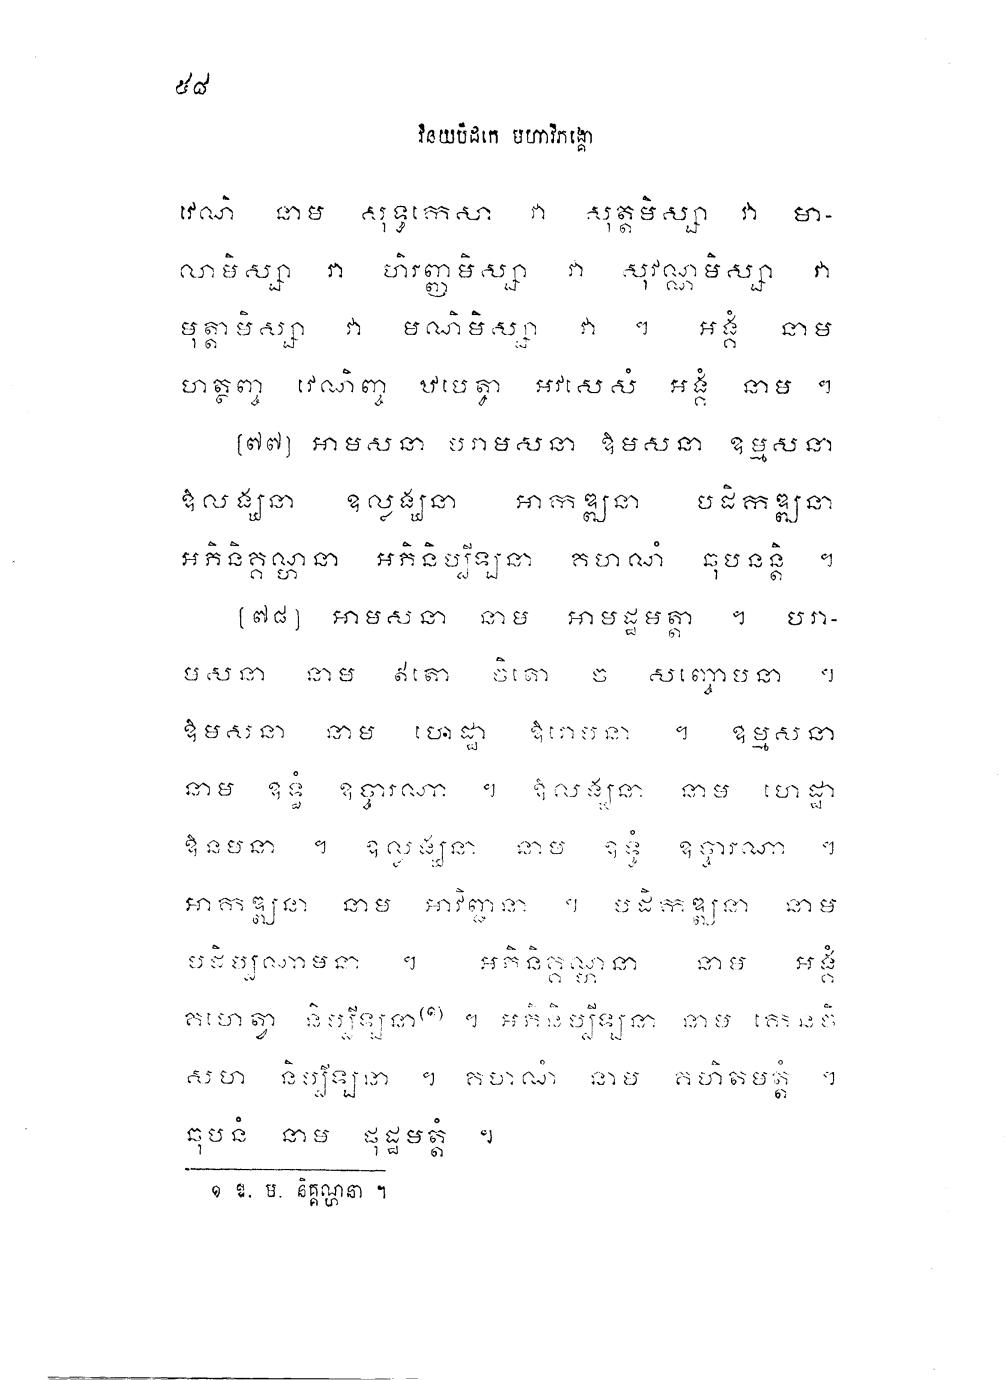 ៥៨
វិនយបិដកេ មហាវិភង្គោ
វេណិ នាម សុទ្ធកេសា វា សុត្តមិស្សា វា មា-
លាមិស្សា វា ហិរញ្ញមិស្សា វា សុវណ្ណមិស្សា វា
មុត្តាមិស្សា វា មណិមិស្សា វា ។ អង្គំ នាម
ហត្ថញ្ច វេណិញ្ច ឋបេត្វា អវសេសំ អង្គំ នាម ។
[៧៧] អាមសនា បរាមសនា ឱមសនា ឧម្មសនា
ឱលង្ឃនា ឧល្លង្ឃនា អាកឌ្ឍនា បដិកឌ្ឍនា
អភិនិគ្គណ្ហនា អភិនិប្បីឡនា គហណំ ឆុបនន្តិ ។
[៧៨] អាមសនា នាម អាមដ្ឋមត្តា ។ បរា-
មសនា នាម ឥតោ ចិតោ ច សញ្ចោបនា ។
ឱមសនា នាម ហេដ្ឋា ឱរោបនា ។ ឧម្មសនា
នាម ឧទ្ធំ ឧច្ចារណា ។ ឱលង្ឃនា នាម ហេដ្ឋា
ឱនមនា ។ ឧល្លង្ឃនា នាម ឧទ្ធំ ឧច្ចារណា ។
អាកឌ្ឍនា នាម អាវិញ្ជនា ។ បដិកឌ្ឍនា នាម
បដិប្បណាមនា ។ អភិនិគ្គណ្ហនា នាម អង្គំ
គហេត្វា និប្បីឡនា(១) ។ អភិនិប្បីឡនា នាម កេនចិ
សហ និប្បីឡនា ។ គហណំ នាម គហិតមត្តំ ។
ឆុបនំ នាម ផុដ្ឋមត្តំ ។
១ ឱ. ម. និគ្គណ្ហនា ។